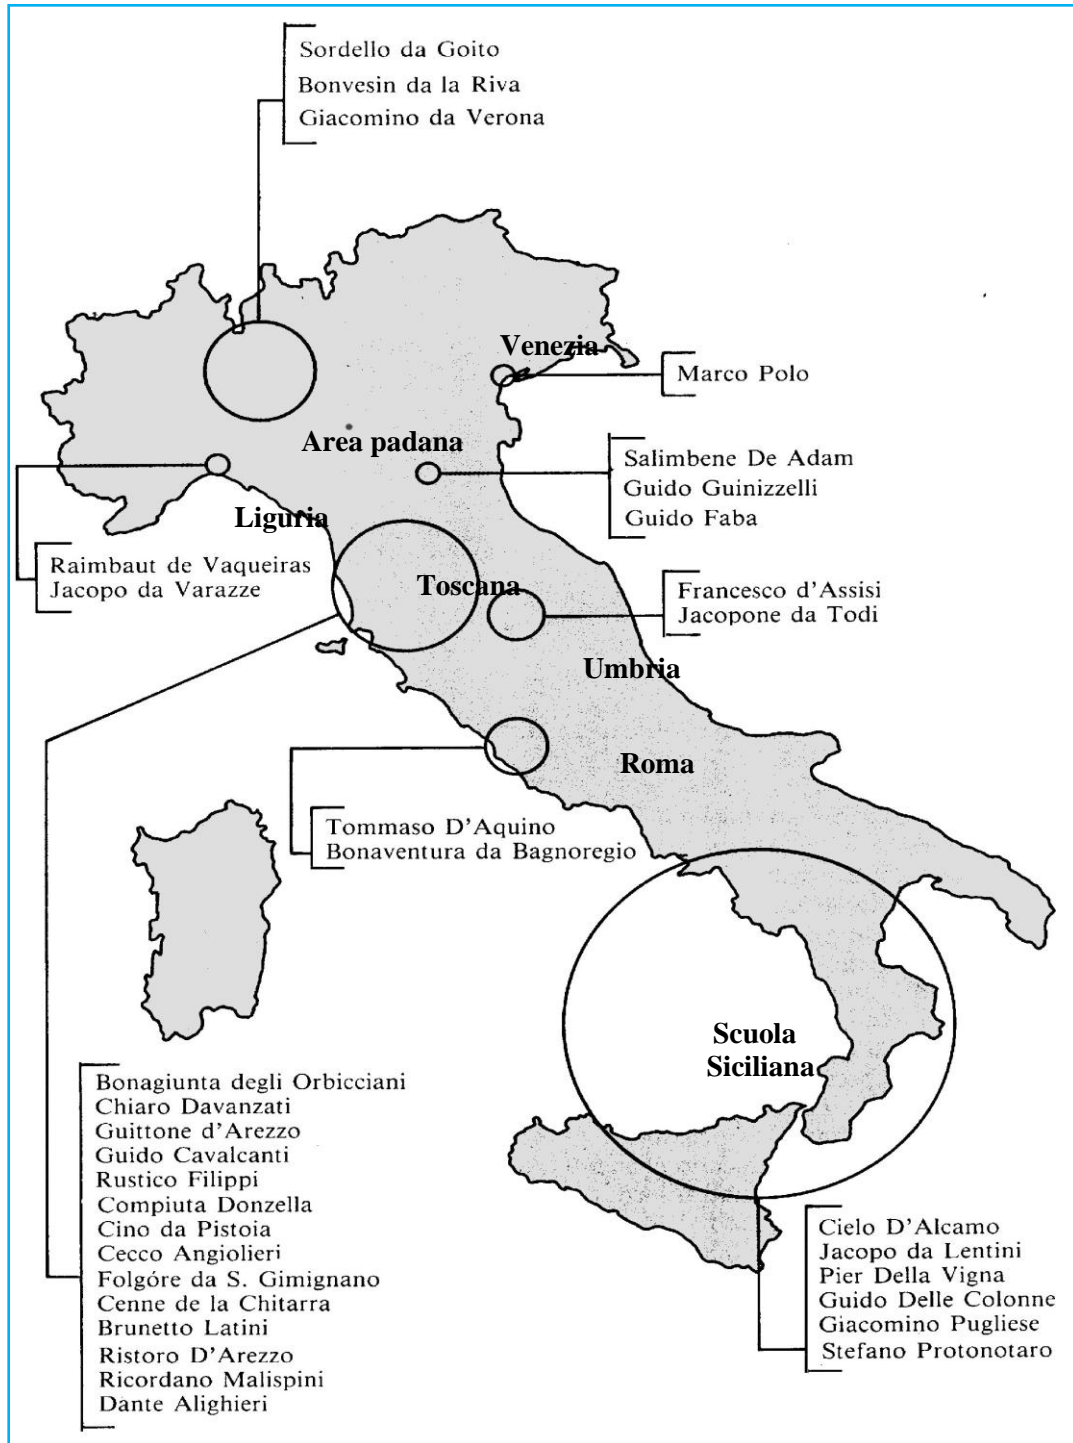 Sordello da Goito
Bonvesin da la Riva
Giacomino da Verona
Venezia
Marco Polo
Area padana
Salimbene De Adam
Guido Guinizzelli
Guido Faba
Liguria
Raimbaut de Vaqueiras
Jacopo da Varazze
Toscana
Francesco d'Assisi
Jacopone da Todi
Umbria
Roma
Tommaso D'Aquino
Bonaventura da Bagnoregio
Scuola
Siciliana
Bonagiunta degli Orbicciani
Chiaro Davanzati
Guittone d'Arezzo
Guido Cavalcanti
Rustico Filippi
Compiuta Donzella
Cino da Pistoia
Cecco Angiolieri
Folgóre da S. Gimignano
Cenne de la Chitarra
Brunetto Latini
Ristoro D'Arezzo
Ricordano Malispini
Dante Alighieri
Cielo D'Alcamo
Jacopo da Lentini
Pier Della Vigna
Guido Delle Colonne
Giacomino Pugliese
Stefano Protonotaro